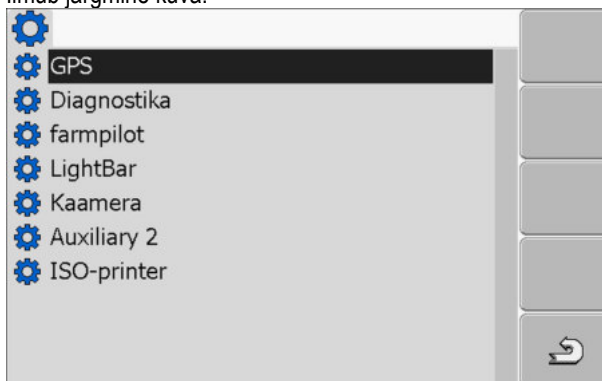 Ilmub järgmine kuva:
GPS
Diagnostika
farmpilot
LightBar
Kaamera
Auxiliary 2
ISO-printer